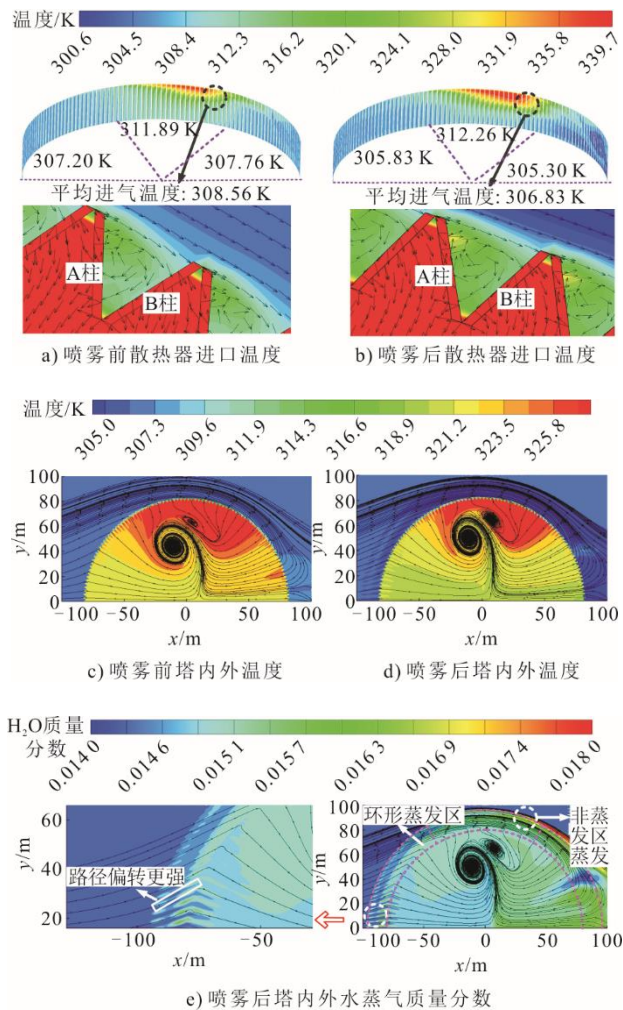 温度/K
300.6 304.5 308.4 312.3 316.2 320.1 324.1 328.0 331.9 335.8 339.7
311.89 K
307.20 K 307.76 K
平均进气温度: 308.56 K
A柱
B柱
a) 喷雾前散热器进口温度
312.26 K
305.83 K 305.30 K
平均进气温度: 306.83 K
A柱
B柱
b) 喷雾后散热器进口温度
温度/K
305.0 307.3 309.6 311.9 314.3 316.6 318.9 321.2 323.5 325.8
y/m
100
80
60
40
20
0
−100 −50 0 50 100
x/m
c) 喷雾前塔内外温度
y/m
100
80
60
40
20
0
−100 −50 0 50 100
x/m
d) 喷雾后塔内外温度
H₂O质量
分数
0.0140 0.0146 0.0151 0.0157 0.0163 0.0169 0.0174 0.0180
y/m
60
40
20
路径偏转更强
−100 −50
x/m
y/m
100
80
60
40
20
0
环形蒸发区
非蒸
发区
蒸发
−100 −50 0 50 100
x/m
e) 喷雾后塔内外水蒸气质量分数